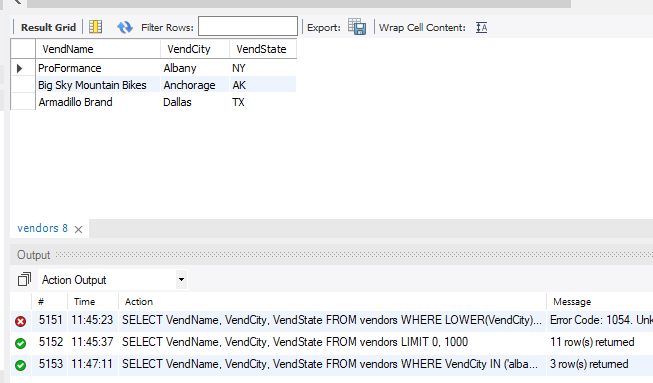 Result Grid Filter Rows: Export: Wrap Cell Content:
VendName VendCity VendState
ProFormance Albany NY
Big Sky Mountain Bikes Anchorage AK
Armadillo Brand Dallas TX
vendors 8
Output
Action Output
# Time Action Message
5151 11:45:23 SELECT VendName, VendCity, VendState FROM vendors WHERE LOWER(VendCity)... Error Code: 1054. Unk
5152 11:45:37 SELECT VendName, VendCity, VendState FROM vendors LIMIT 0, 1000 11 row(s) returned
5153 11:47:11 SELECT VendName, VendCity, VendState FROM vendors WHERE VendCity IN ('alba... 3 row(s) returned